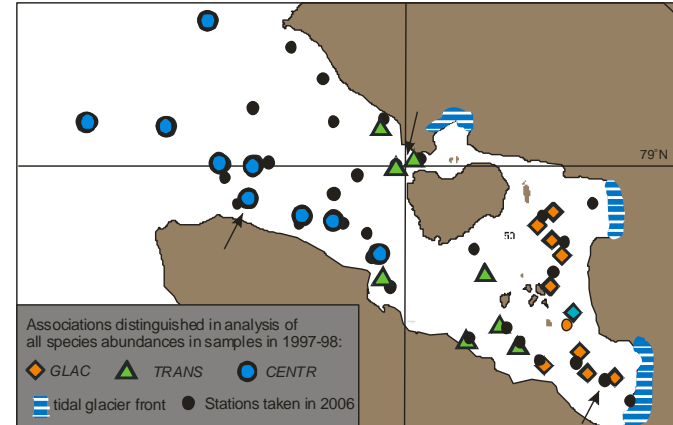 79°N
50
Associations distinguished in analysis of
all species abundances in samples in 1997-98:
GLAC TRANS CENTR
tidal glacier front Stations taken in 2006